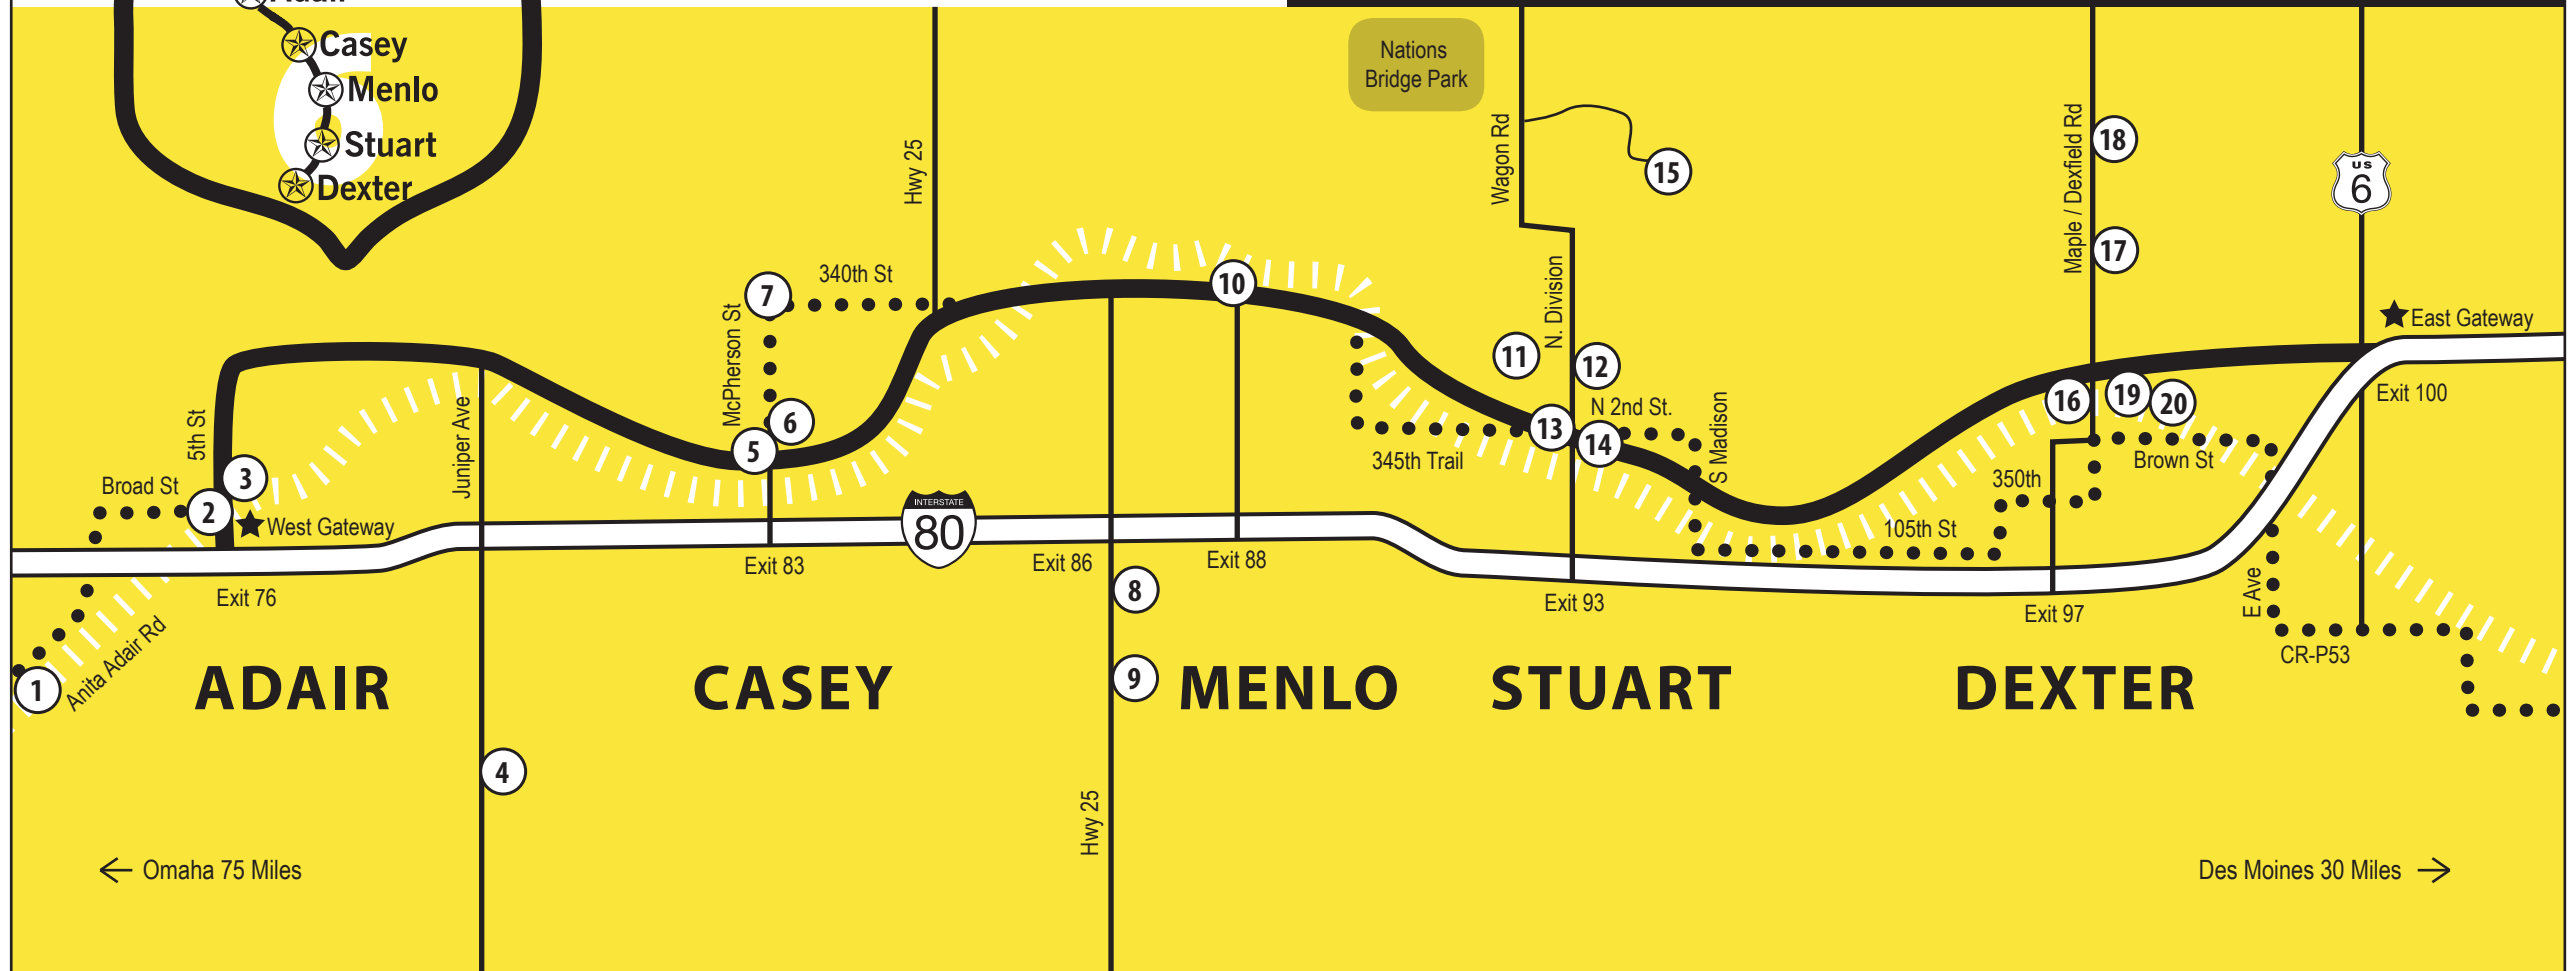 Adair
Casey
Menlo
Stuart
Dexter
Nations
Bridge Park
Hwy 25
Wagon Rd
Maple / Dexfield Rd
US
6
15
18
17
7
340th St
McPherson St
10
N. Division
11
12
East Gateway
Exit 100
5th St
Juniper Ave
6
5
13
14
N 2nd St.
S Madison
345th Trail
16
19
20
Brown St
350th
105th St
Broad St
3
2
West Gateway
INTERSTATE
80
Exit 76
Exit 83
Exit 86
Exit 88
Exit 93
Exit 97
E Ave
CR-P53
8
9
1
Anita Adair Rd
ADAIR
CASEY
MENLO
STUART
DEXTER
4
Hwy 25
Omaha 75 Miles
Des Moines 30 Miles